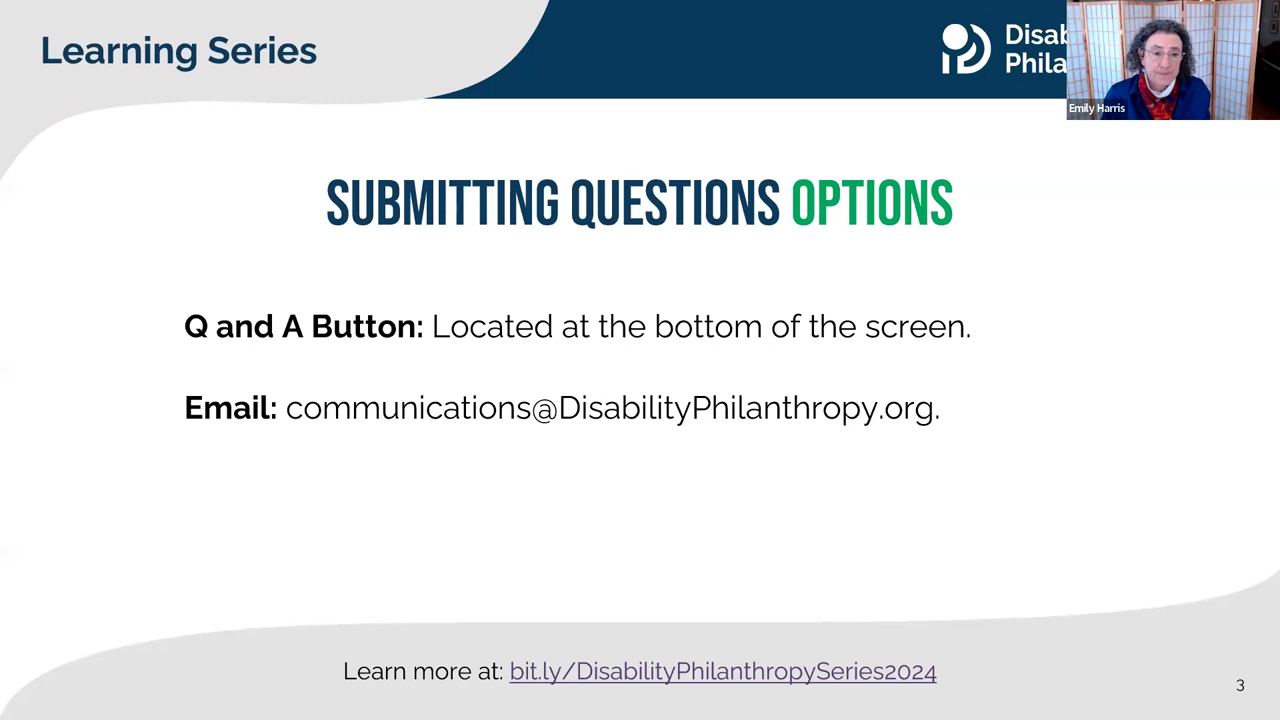 Learning Series
Disab
Phila
Emily Harris
SUBMITTING QUESTIONS OPTIONS
Q and A Button: Located at the bottom of the screen.
Email: communications@DisabilityPhilanthropy.org.
Learn more at: bit.ly/DisabilityPhilanthropySeries2024
3